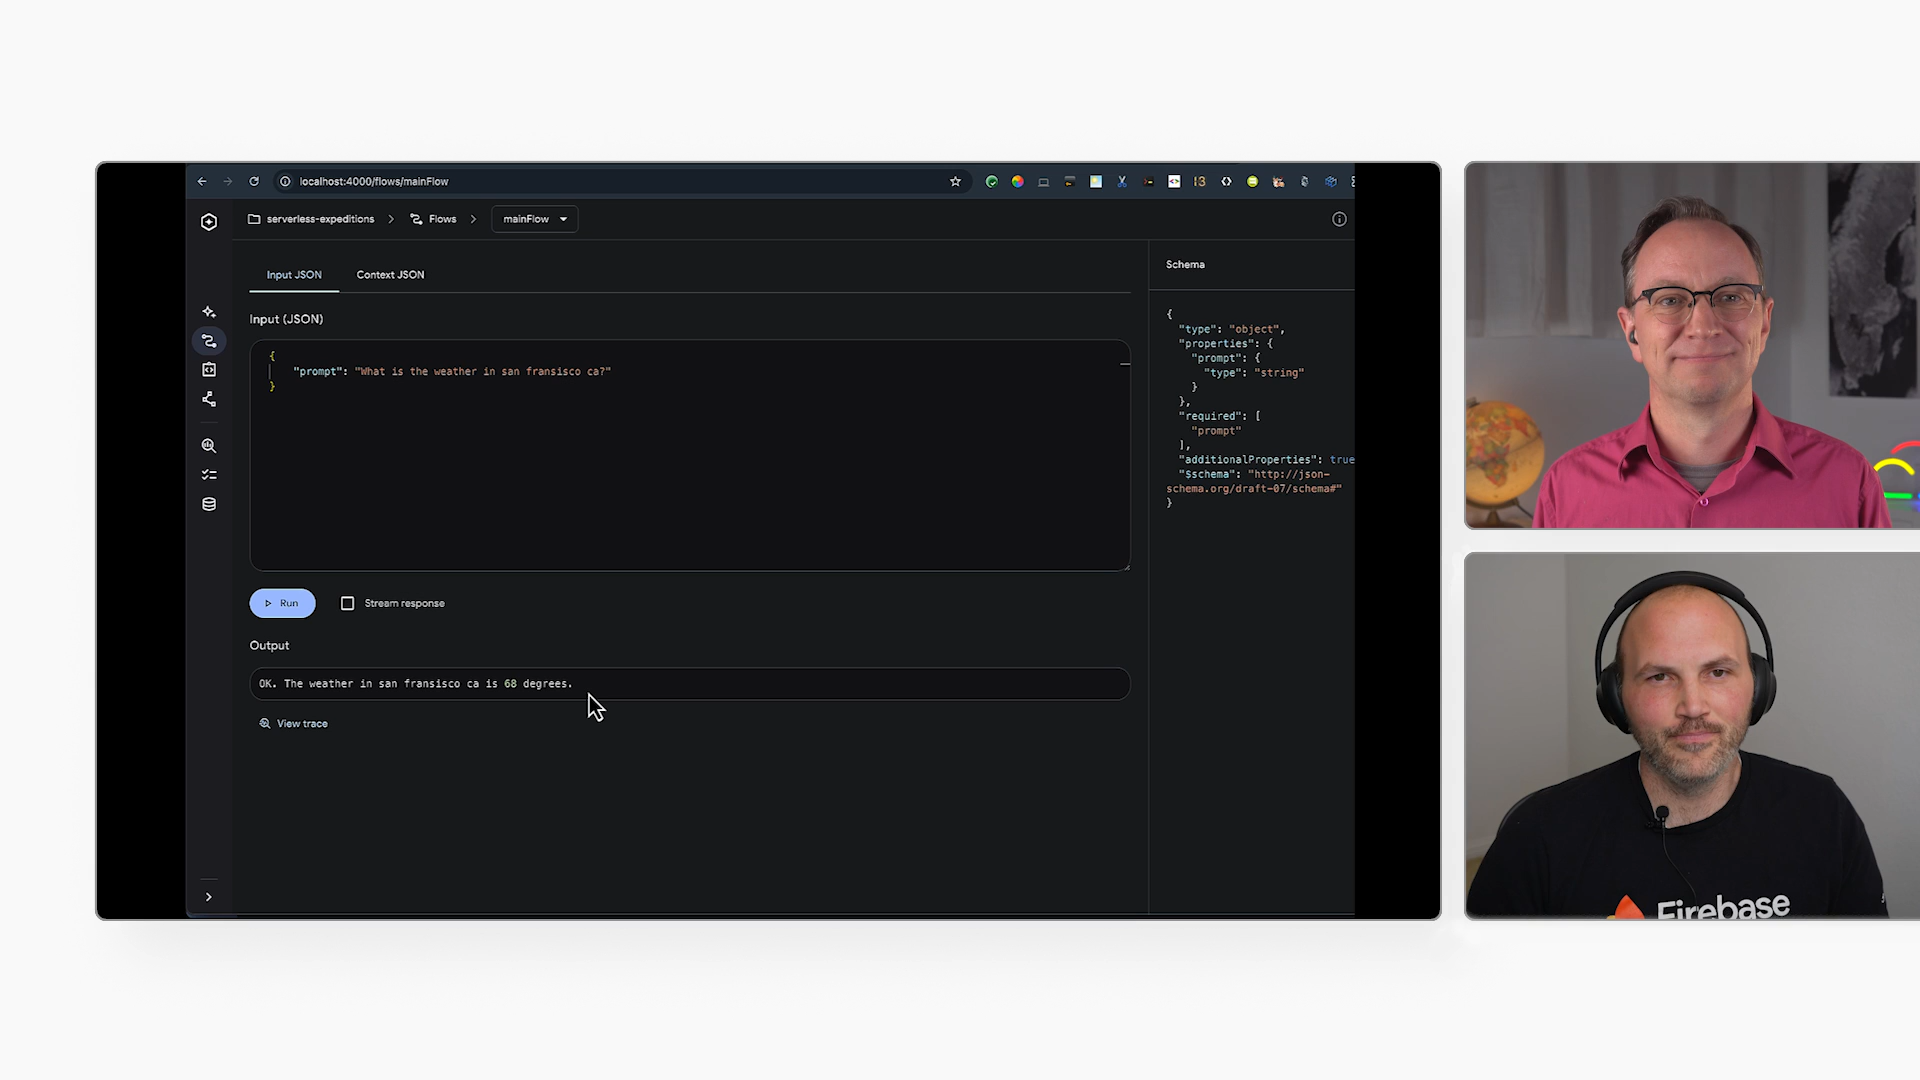 localhost:4000/flows/mainFlow
serverless-expeditions
Flows
mainFlow
Input JSON
Context JSON
Input (JSON)
{
"prompt": "What is the weather in san fransisco ca?"
}
Run
Stream response
Output
OK. The weather in san fransisco ca is 68 degrees.
View trace
Schema
{
"type": "object",
"properties": {
"prompt": {
"type": "string"
}
},
"required": [
"prompt"
],
"additionalProperties": true
"$schema": "http://json-
schema.org/draft-07/schema#"
}
Firebase